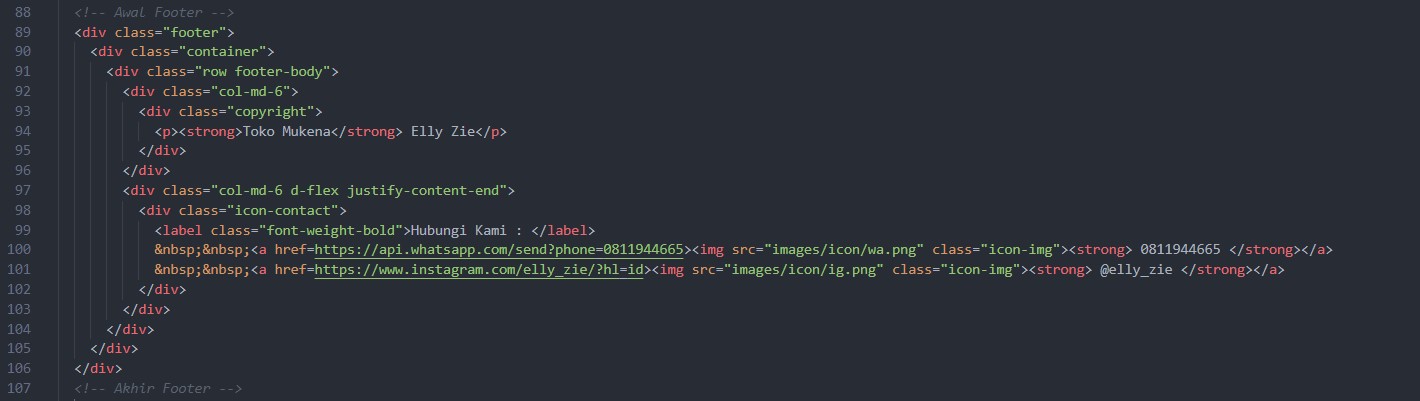 88 <!-- Awal Footer -->
89 <div class="footer">
90 <div class="container">
91 <div class="row footer-body">
92 <div class="col-md-6">
93 <div class="copyright">
94 <p><strong>Toko Mukena</strong> Elly Zie</p>
95 </div>
96 </div>
97 <div class="col-md-6 d-flex justify-content-end">
98 <div class="icon-contact">
99 <label class="font-weight-bold">Hubungi Kami : </label>
100 &nbsp;&nbsp;<a href=https://api.whatsapp.com/send?phone=0811944665><img src="images/icon/wa.png" class="icon-img"><strong> 0811944665 </strong></a>
101 &nbsp;&nbsp;<a href=https://www.instagram.com/elly_zie/?hl=id><img src="images/icon/ig.png" class="icon-img"><strong> @elly_zie </strong></a>
102 </div>
103 </div>
104 </div>
105 </div>
106 </div>
107 <!-- Akhir Footer -->